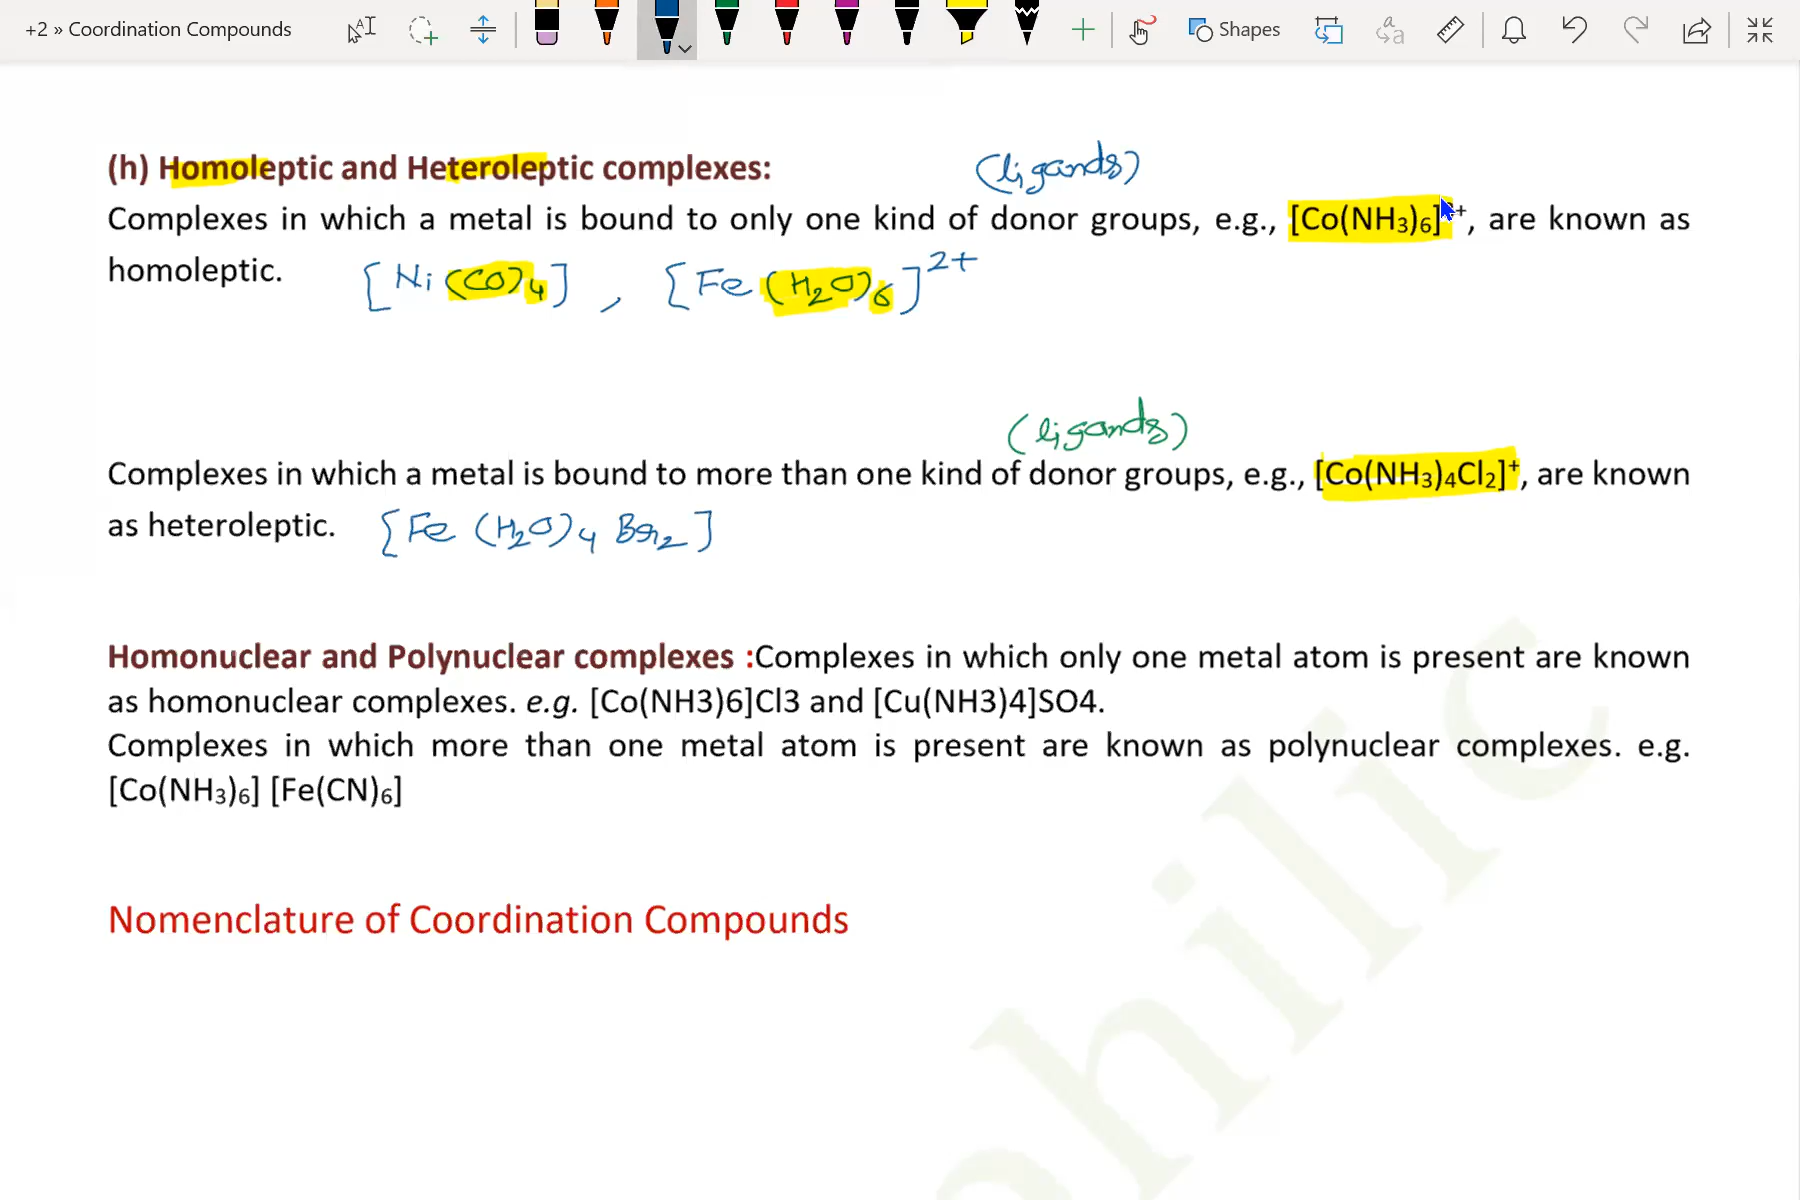 +2 » Coordination Compounds
Shapes
(h) Homoleptic and Heteroleptic complexes:
(ligands)
Complexes in which a metal is bound to only one kind of donor groups, e.g., [Co(NH₃)₆]⁺, are known as
homoleptic. [Ni(CO)₄] , [Fe(H₂O)₆]²⁺
(ligands)
Complexes in which a metal is bound to more than one kind of donor groups, e.g., [Co(NH₃)₄Cl₂]⁺, are known
as heteroleptic. [Fe (H₂O)₄ Br₂]
Homonuclear and Polynuclear complexes :Complexes in which only one metal atom is present are known
as homonuclear complexes. e.g. [Co(NH3)6]Cl3 and [Cu(NH3)4]SO4.
Complexes in which more than one metal atom is present are known as polynuclear complexes. e.g.
[Co(NH₃)₆] [Fe(CN)₆]
Nomenclature of Coordination Compounds
philic